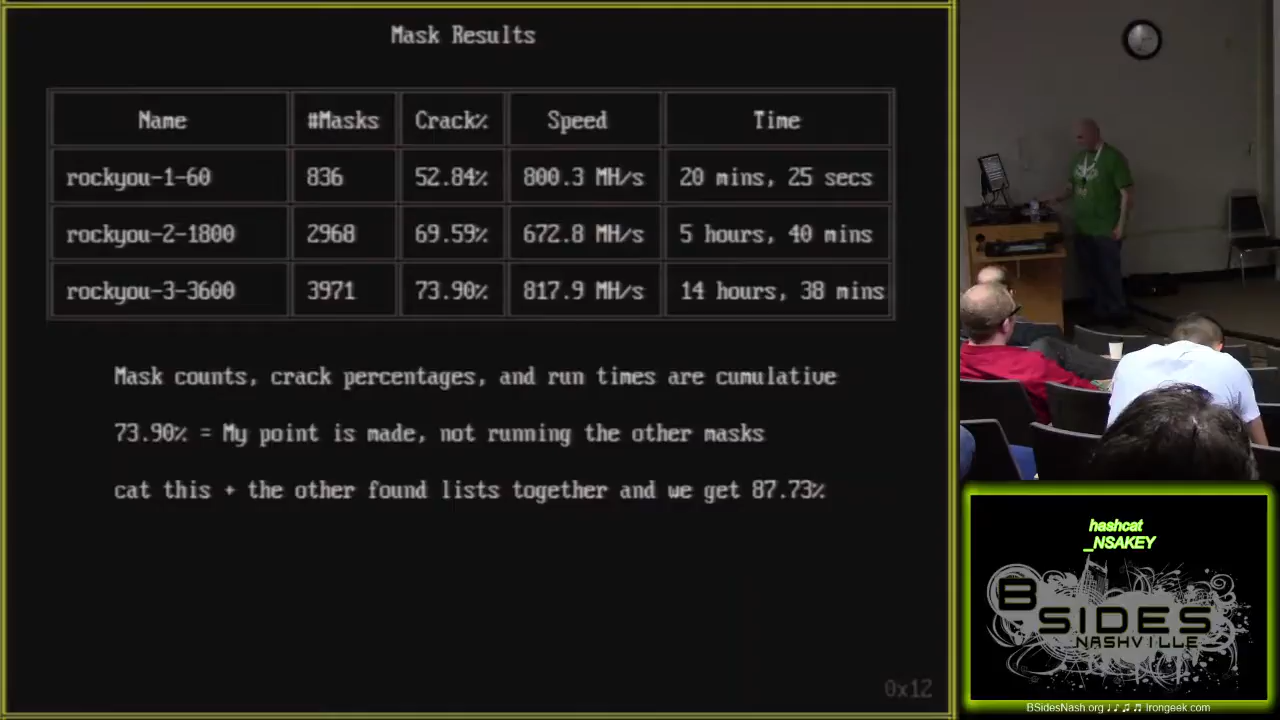 Mask Results
Name #Masks Crack% Speed Time
rockyou-1-60 836 52.84% 800.3 MH/s 20 mins, 25 secs
rockyou-2-1800 2968 69.59% 672.8 MH/s 5 hours, 40 mins
rockyou-3-3600 3971 73.90% 817.9 MH/s 14 hours, 38 mins
Mask counts, crack percentages, and run times are cumulative
73.90% = My point is made, not running the other masks
cat this + the other found lists together and we get 87.73%
0x12
hashcat
_NSAKEY
BSIDES
NASHVILLE
BSidesNash.org ♩♪♫♬ Irongeek.com